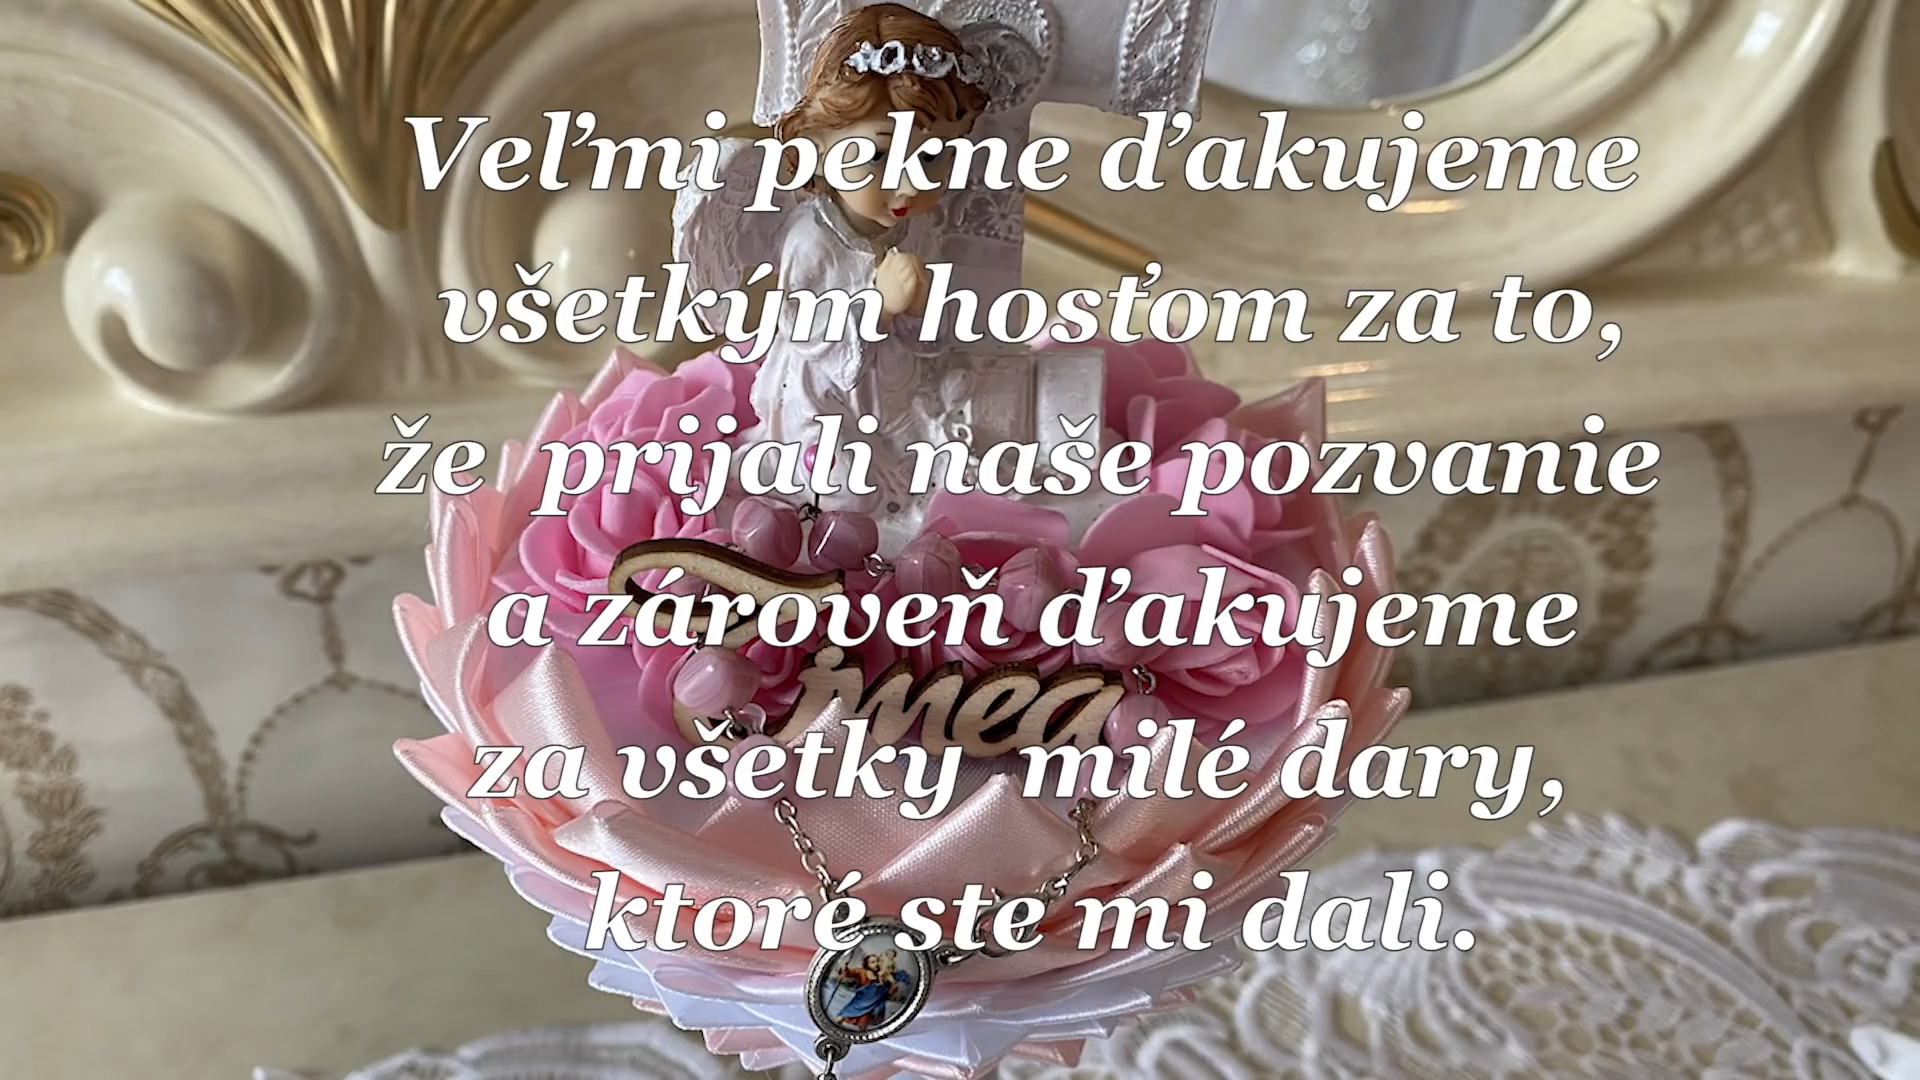 Veľmi pekne ďakujeme
všetkým hosťom za to,
že prijali naše pozvanie
a zároveň ďakujeme
Timea
za všetky milé dary,
ktoré ste mi dali.